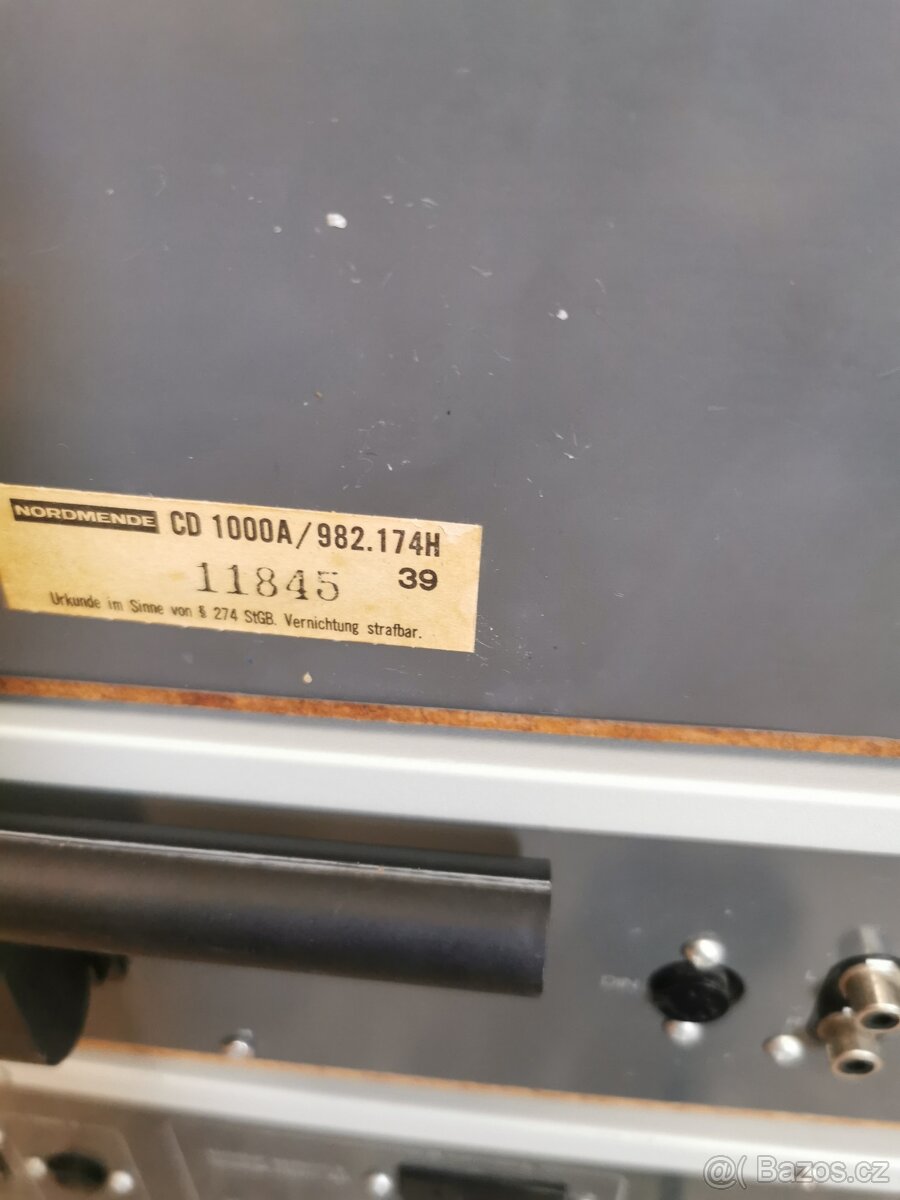 NORDMENDE CD 1000A/982.174H
11845 39
Urkunde im Sinne von § 274 StGB. Vernichtung strafbar.
DIN
@( Bazos.cz